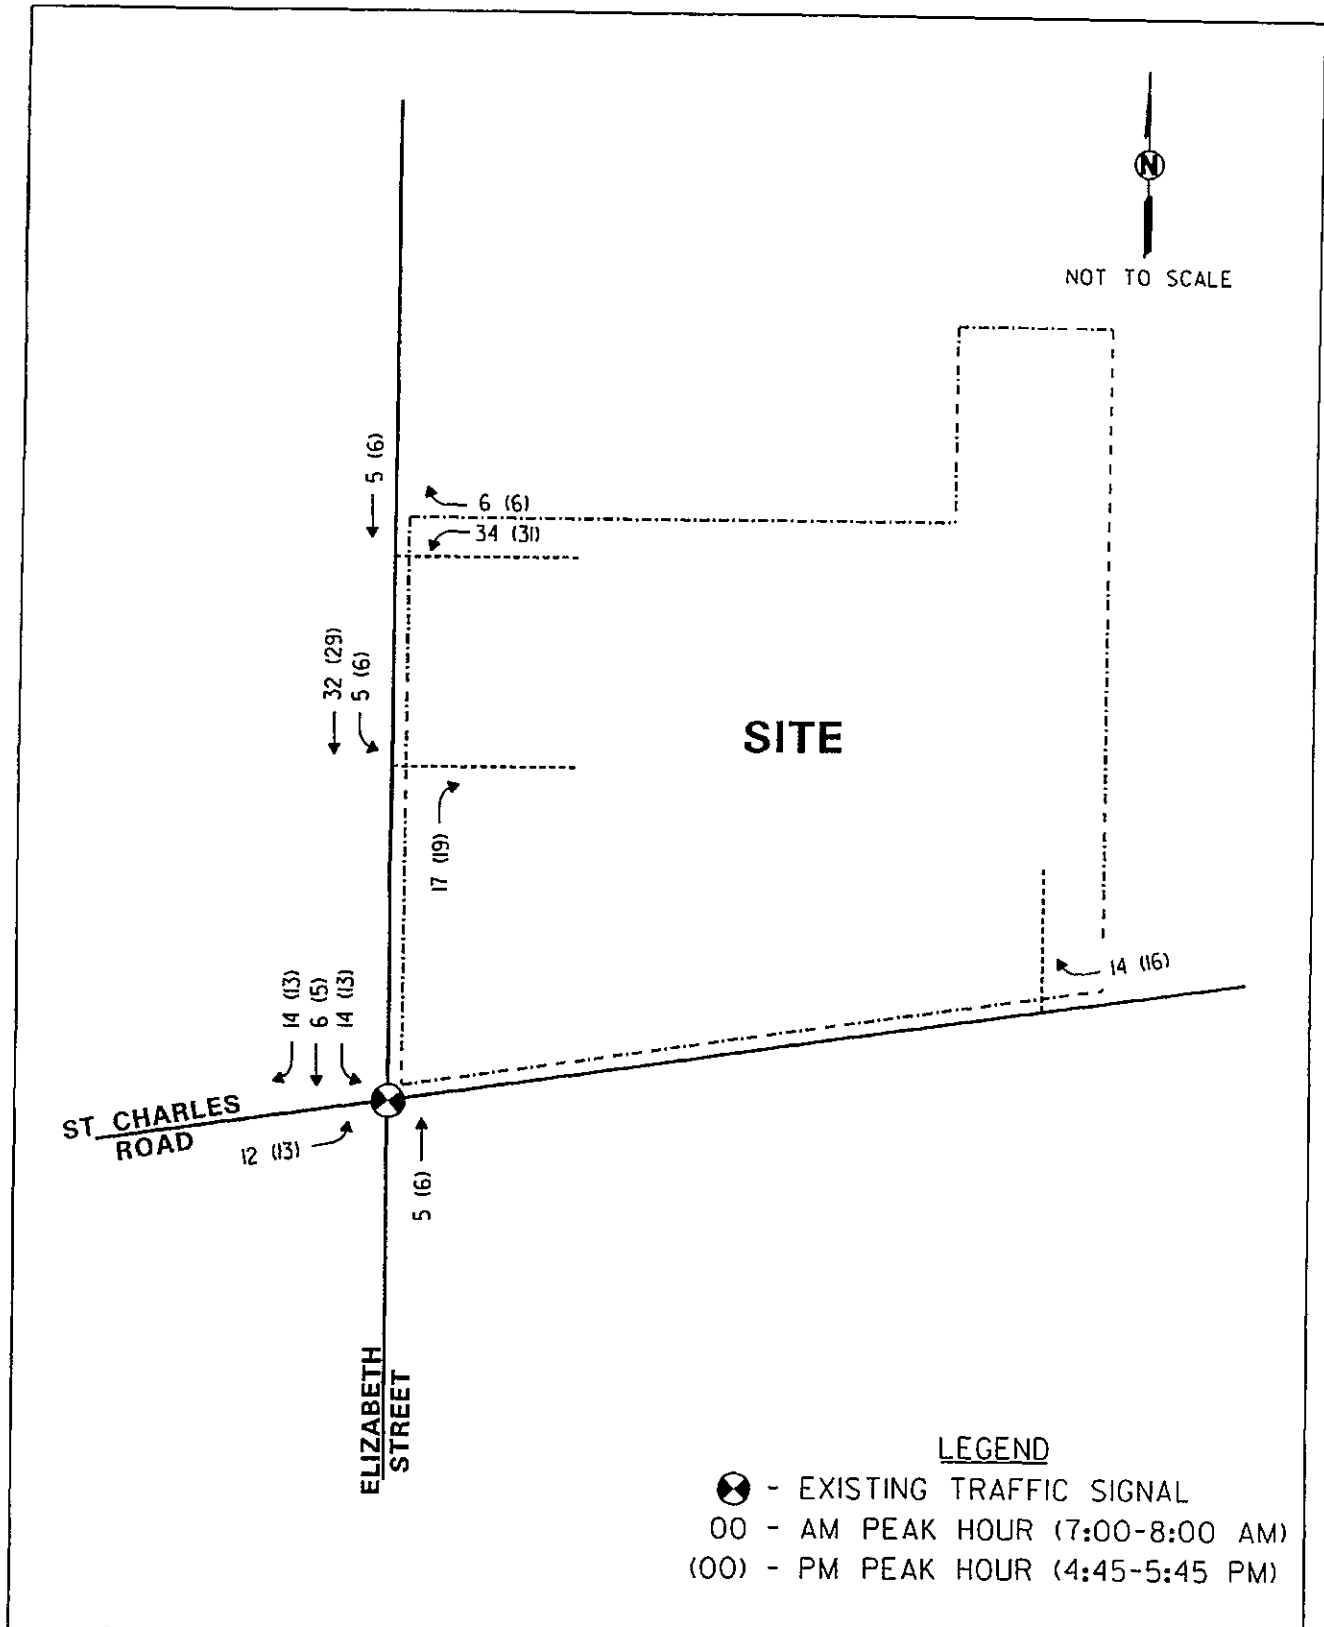 N
NOT TO SCALE
5 (6)
6 (6)
34 (31)
32 (29)
5 (6)
SITE
17 (19)
14 (16)
14 (13)
6 (5)
14 (13)
ST CHARLES
ROAD
12 (13)
5 (6)
ELIZABETH
STREET
LEGEND
- EXISTING TRAFFIC SIGNAL
00 - AM PEAK HOUR (7:00-8:00 AM)
(00) - PM PEAK HOUR (4:45-5:45 PM)